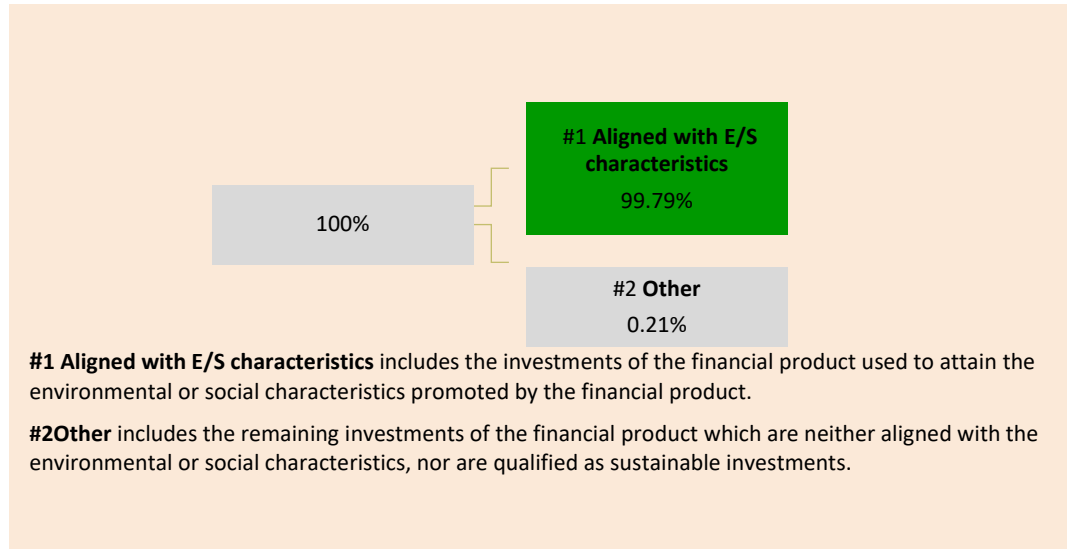 #1 Aligned with E/S
characteristics
99.79%
100%
#2 Other
0.21%
#1 Aligned with E/S characteristics includes the investments of the financial product used to attain the
environmental or social characteristics promoted by the financial product.
#2Other includes the remaining investments of the financial product which are neither aligned with the
environmental or social characteristics, nor are qualified as sustainable investments.